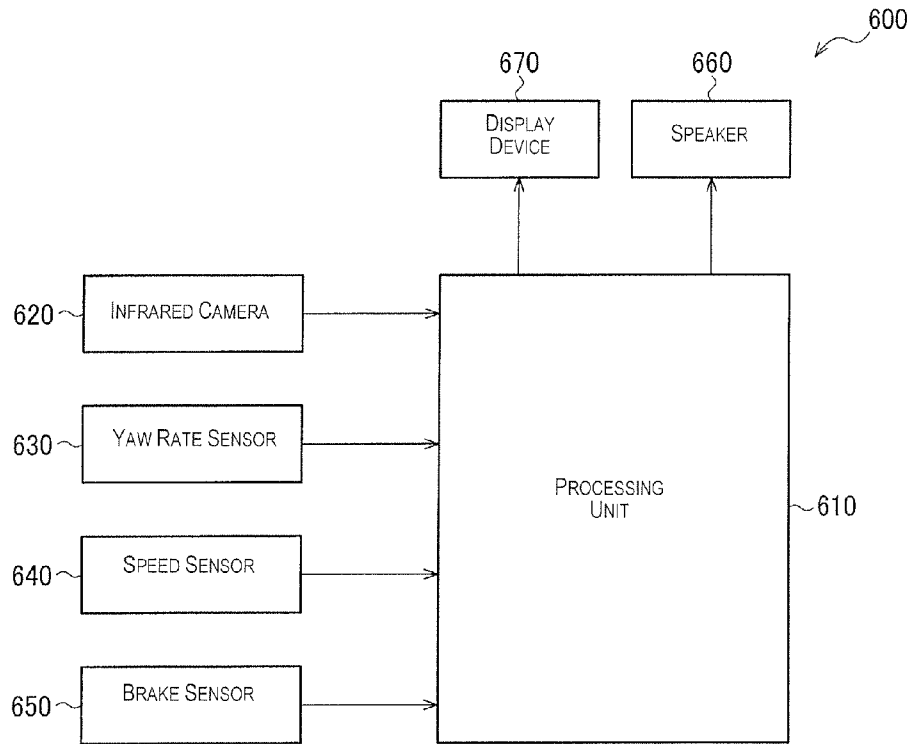 600
670
660
DISPLAY
DEVICE
SPEAKER
620
INFRARED CAMERA
630
YAW RATE SENSOR
PROCESSING
UNIT
610
640
SPEED SENSOR
650
BRAKE SENSOR